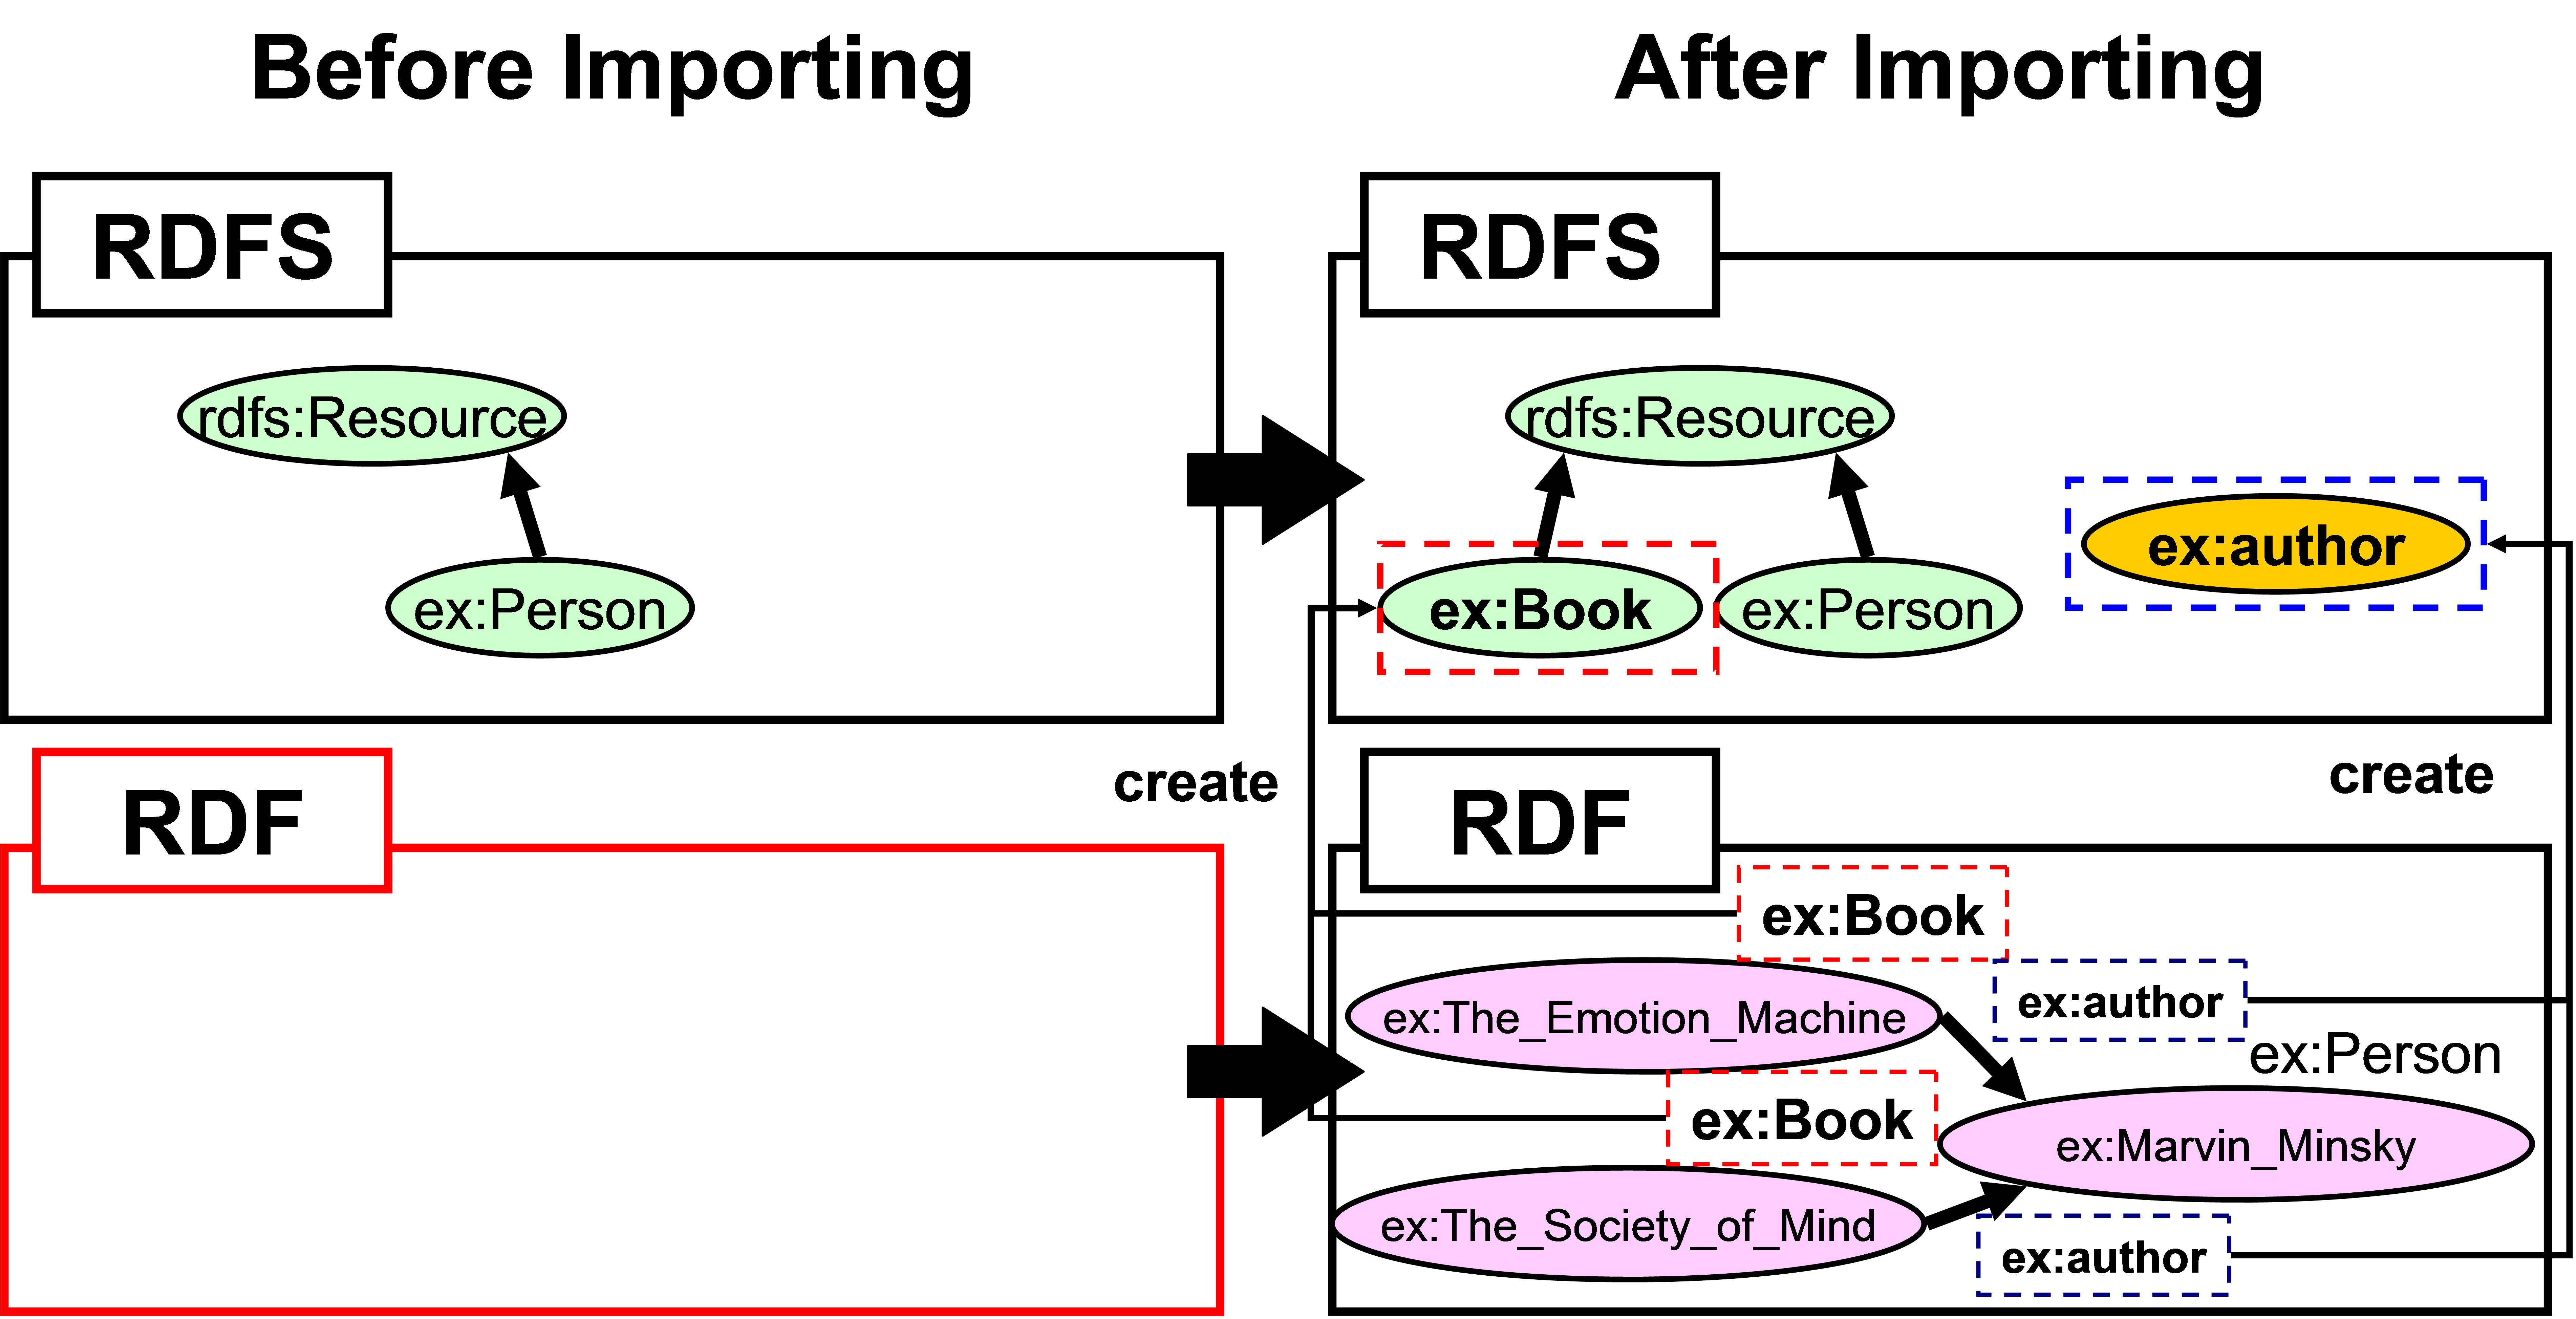 Before Importing
After Importing
RDFS
rdfs:Resource
ex:Person
RDFS
rdfs:Resource
ex:author
ex:Book
ex:Person
create
create
RDF
RDF
ex:Book
ex:author
ex:The_Emotion_Machine
ex:Person
ex:Book
ex:Marvin_Minsky
ex:The_Society_of_Mind
ex:author